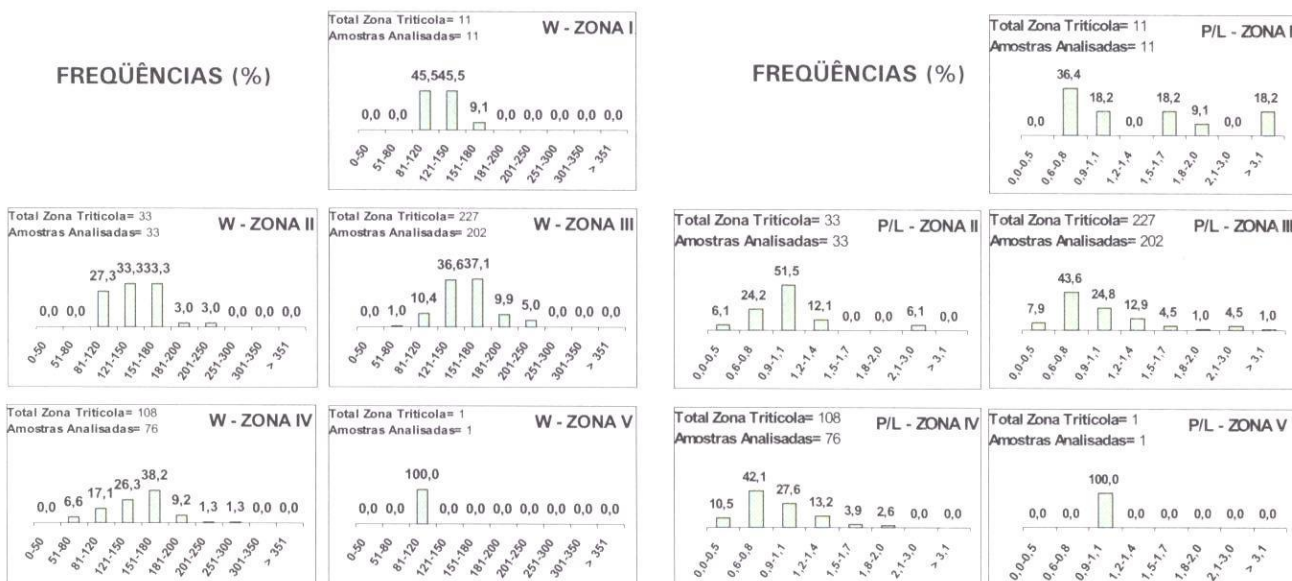 FREQÜÊNCIAS (%)
Total Zona Tritícola= 11
Amostras Analisadas= 11
W - ZONA I
0,0 0,0 45,5 45,5 9,1 0,0 0,0 0,0 0,0 0,0
0-50 51-80 81-120 121-150 151-180 181-200 201-250 251-300 301-350 > 351
Total Zona Tritícola= 33
Amostras Analisadas= 33
W - ZONA II
0,0 0,0 27,3 33,3 33,3 3,0 3,0 0,0 0,0 0,0
0-50 51-80 81-120 121-150 151-180 181-200 201-250 251-300 301-350 > 351
Total Zona Tritícola= 227
Amostras Analisadas= 202
W - ZONA III
0,0 1,0 10,4 36,6 37,1 9,9 5,0 0,0 0,0 0,0
0-50 51-80 81-120 121-150 151-180 181-200 201-250 251-300 301-350 > 351
Total Zona Tritícola= 108
Amostras Analisadas= 76
W - ZONA IV
0,0 6,6 17,1 26,3 38,2 9,2 1,3 1,3 0,0 0,0
0-50 51-80 81-120 121-150 151-180 181-200 201-250 251-300 301-350 > 351
Total Zona Tritícola= 1
Amostras Analisadas= 1
W - ZONA V
0,0 0,0 100,0 0,0 0,0 0,0 0,0 0,0 0,0 0,0
0-50 51-80 81-120 121-150 151-180 181-200 201-250 251-300 301-350 > 351
FREQÜÊNCIAS (%)
Total Zona Tritícola= 11
Amostras Analisadas= 11
P/L - ZONA I
0,0 36,4 18,2 0,0 18,2 9,1 0,0 18,2
0,0-0,5 0,6-0,8 0,9-1,1 1,2-1,4 1,5-1,7 1,8-2,0 2,1-3,0 > 3,1
Total Zona Tritícola= 33
Amostras Analisadas= 33
P/L - ZONA II
6,1 24,2 51,5 12,1 0,0 0,0 6,1 0,0
0,0-0,5 0,6-0,8 0,9-1,1 1,2-1,4 1,5-1,7 1,8-2,0 2,1-3,0 > 3,1
Total Zona Tritícola= 227
Amostras Analisadas= 202
P/L - ZONA III
7,9 43,6 24,8 12,9 4,5 1,0 4,5 1,0
0,0-0,5 0,6-0,8 0,9-1,1 1,2-1,4 1,5-1,7 1,8-2,0 2,1-3,0 > 3,1
Total Zona Tritícola= 108
Amostras Analisadas= 76
P/L - ZONA IV
10,5 42,1 27,6 13,2 3,9 2,6 0,0 0,0
0,0-0,5 0,6-0,8 0,9-1,1 1,2-1,4 1,5-1,7 1,8-2,0 2,1-3,0 > 3,1
Total Zona Tritícola= 1
Amostras Analisadas= 1
P/L - ZONA V
0,0 0,0 100,0 0,0 0,0 0,0 0,0 0,0
0,0-0,5 0,6-0,8 0,9-1,1 1,2-1,4 1,5-1,7 1,8-2,0 2,1-3,0 > 3,1